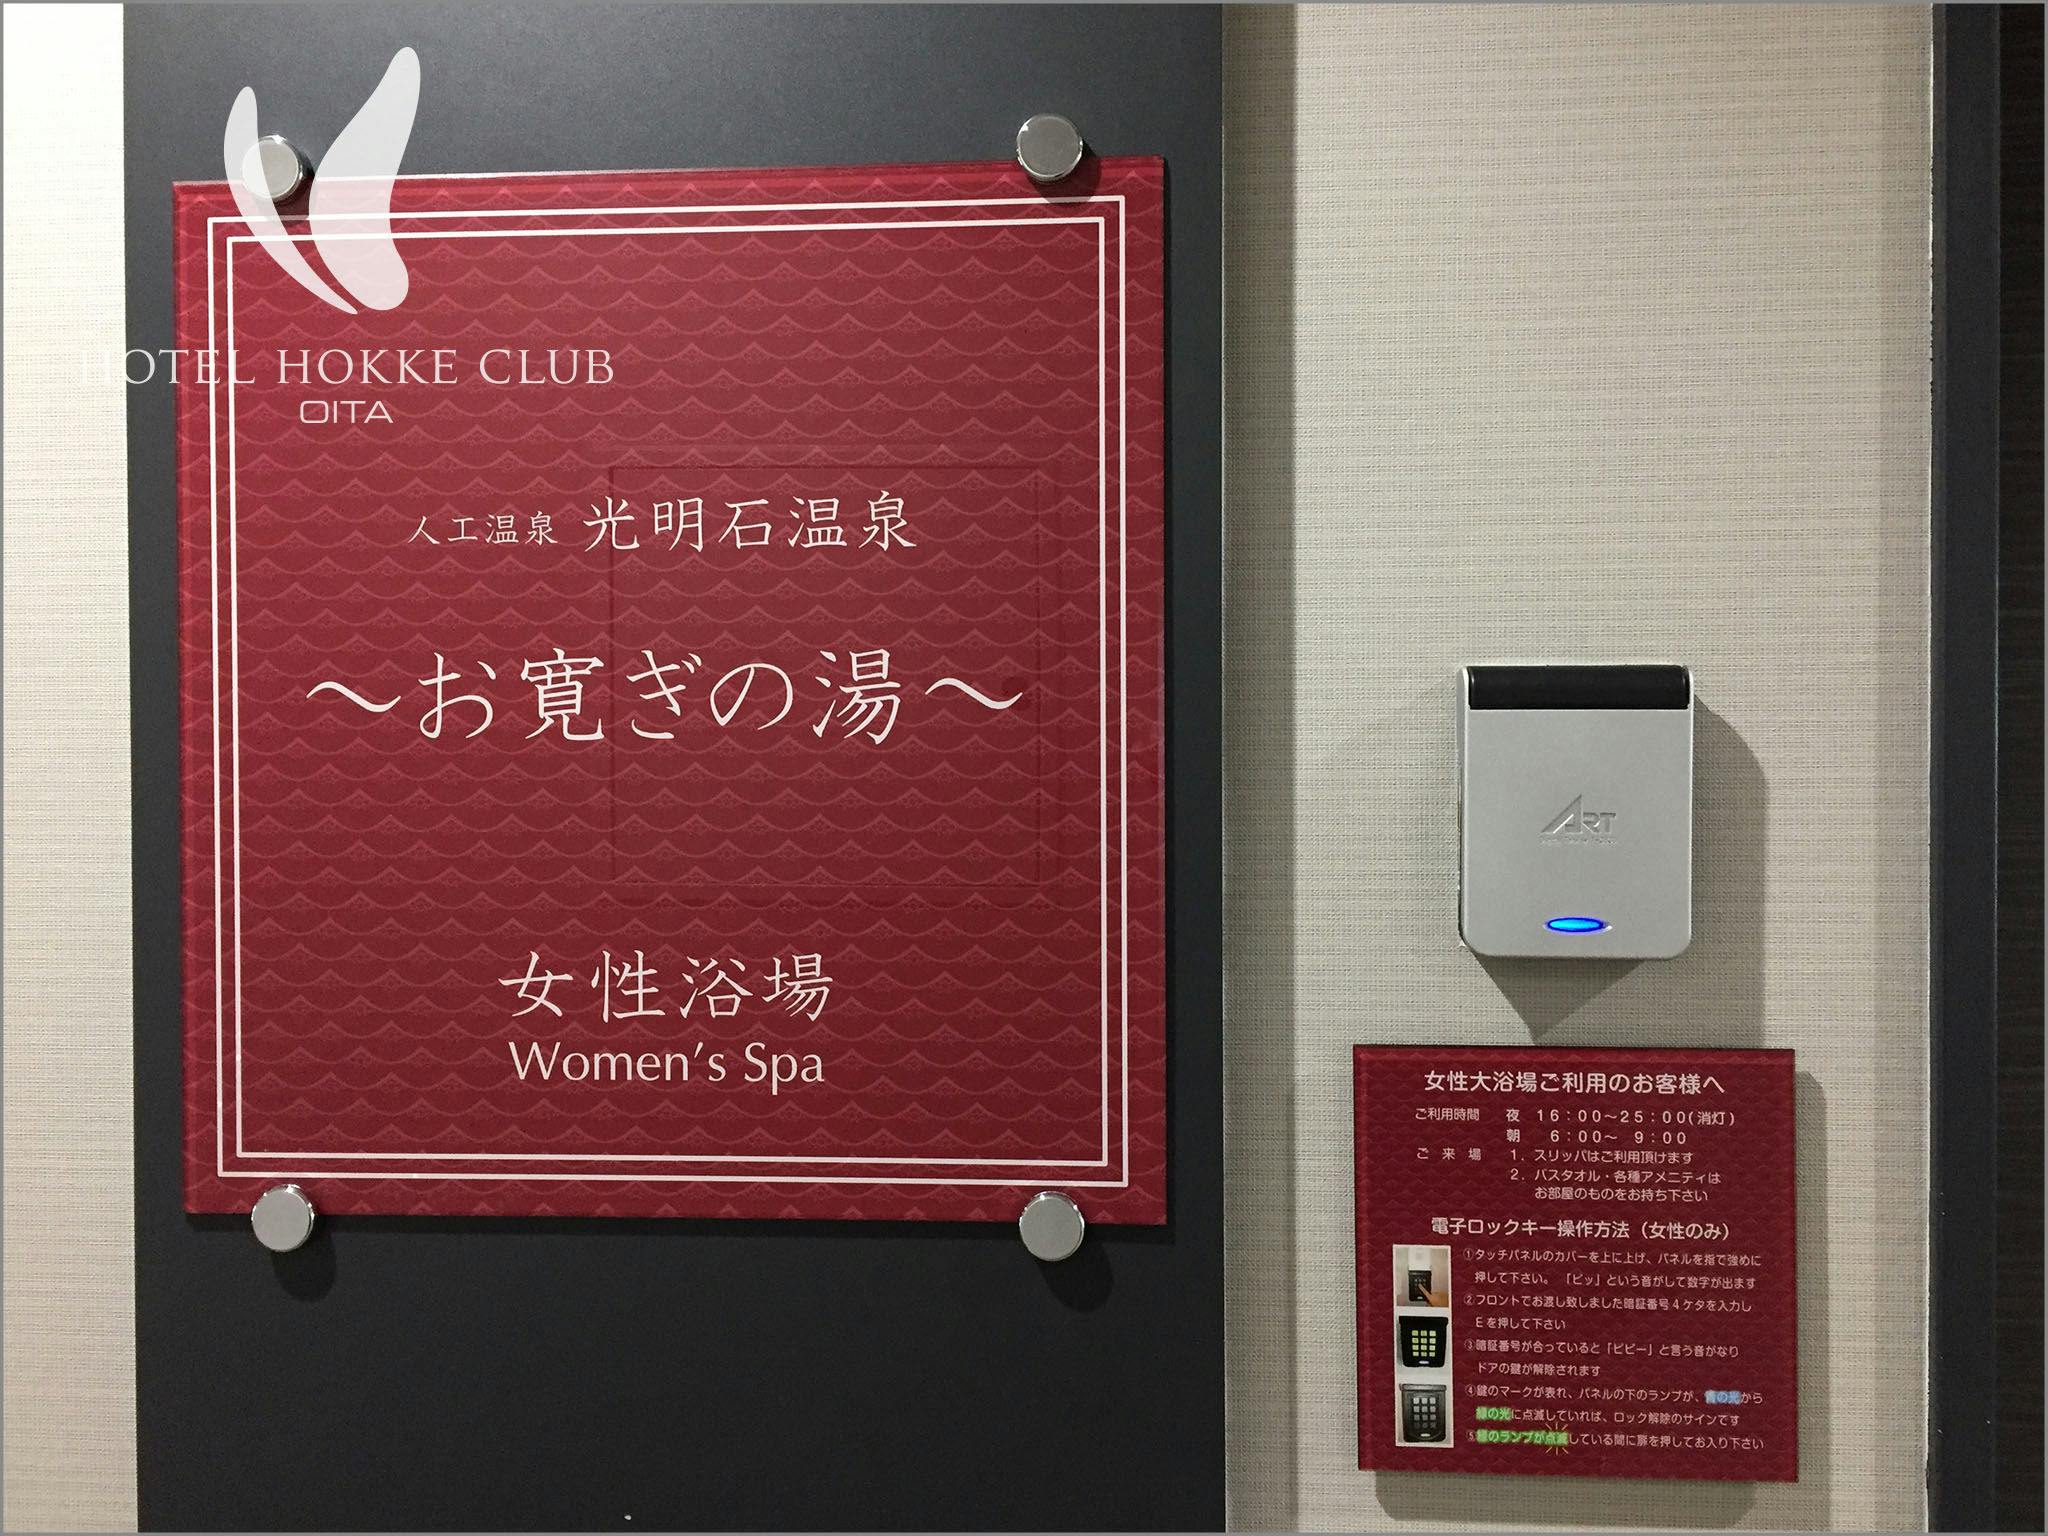 HOTEL HOKKE CLUB
OITA
人工温泉 光明石温泉
～お寛ぎの湯～
女性浴場
Women's Spa
ART
女性大浴場ご利用のお客様へ
ご利用時間 夜 16：00～25：00(消灯)
朝 6：00～ 9：00
ご 来 場 1．スリッパはご利用頂けます
2．バスタオル・各種アメニティは
お部屋のものをお持ち下さい
電子ロックキー操作方法（女性のみ）
①タッチパネルのカバーを上に上げ、パネルを指で強めに
押して下さい。「ピッ」という音がして数字が出ます
②フロントでお渡し致しました暗証番号4ケタを入力し
Eを押して下さい
③暗証番号が合っていると「ピピー」と言う音がなり
ドアの鍵が解除されます
④鍵のマークが表れ、パネルの下のランプが、青の光から
緑の光に点滅していれば、ロック解除のサインです
⑤緑のランプが点滅している間に扉を押してお入り下さい